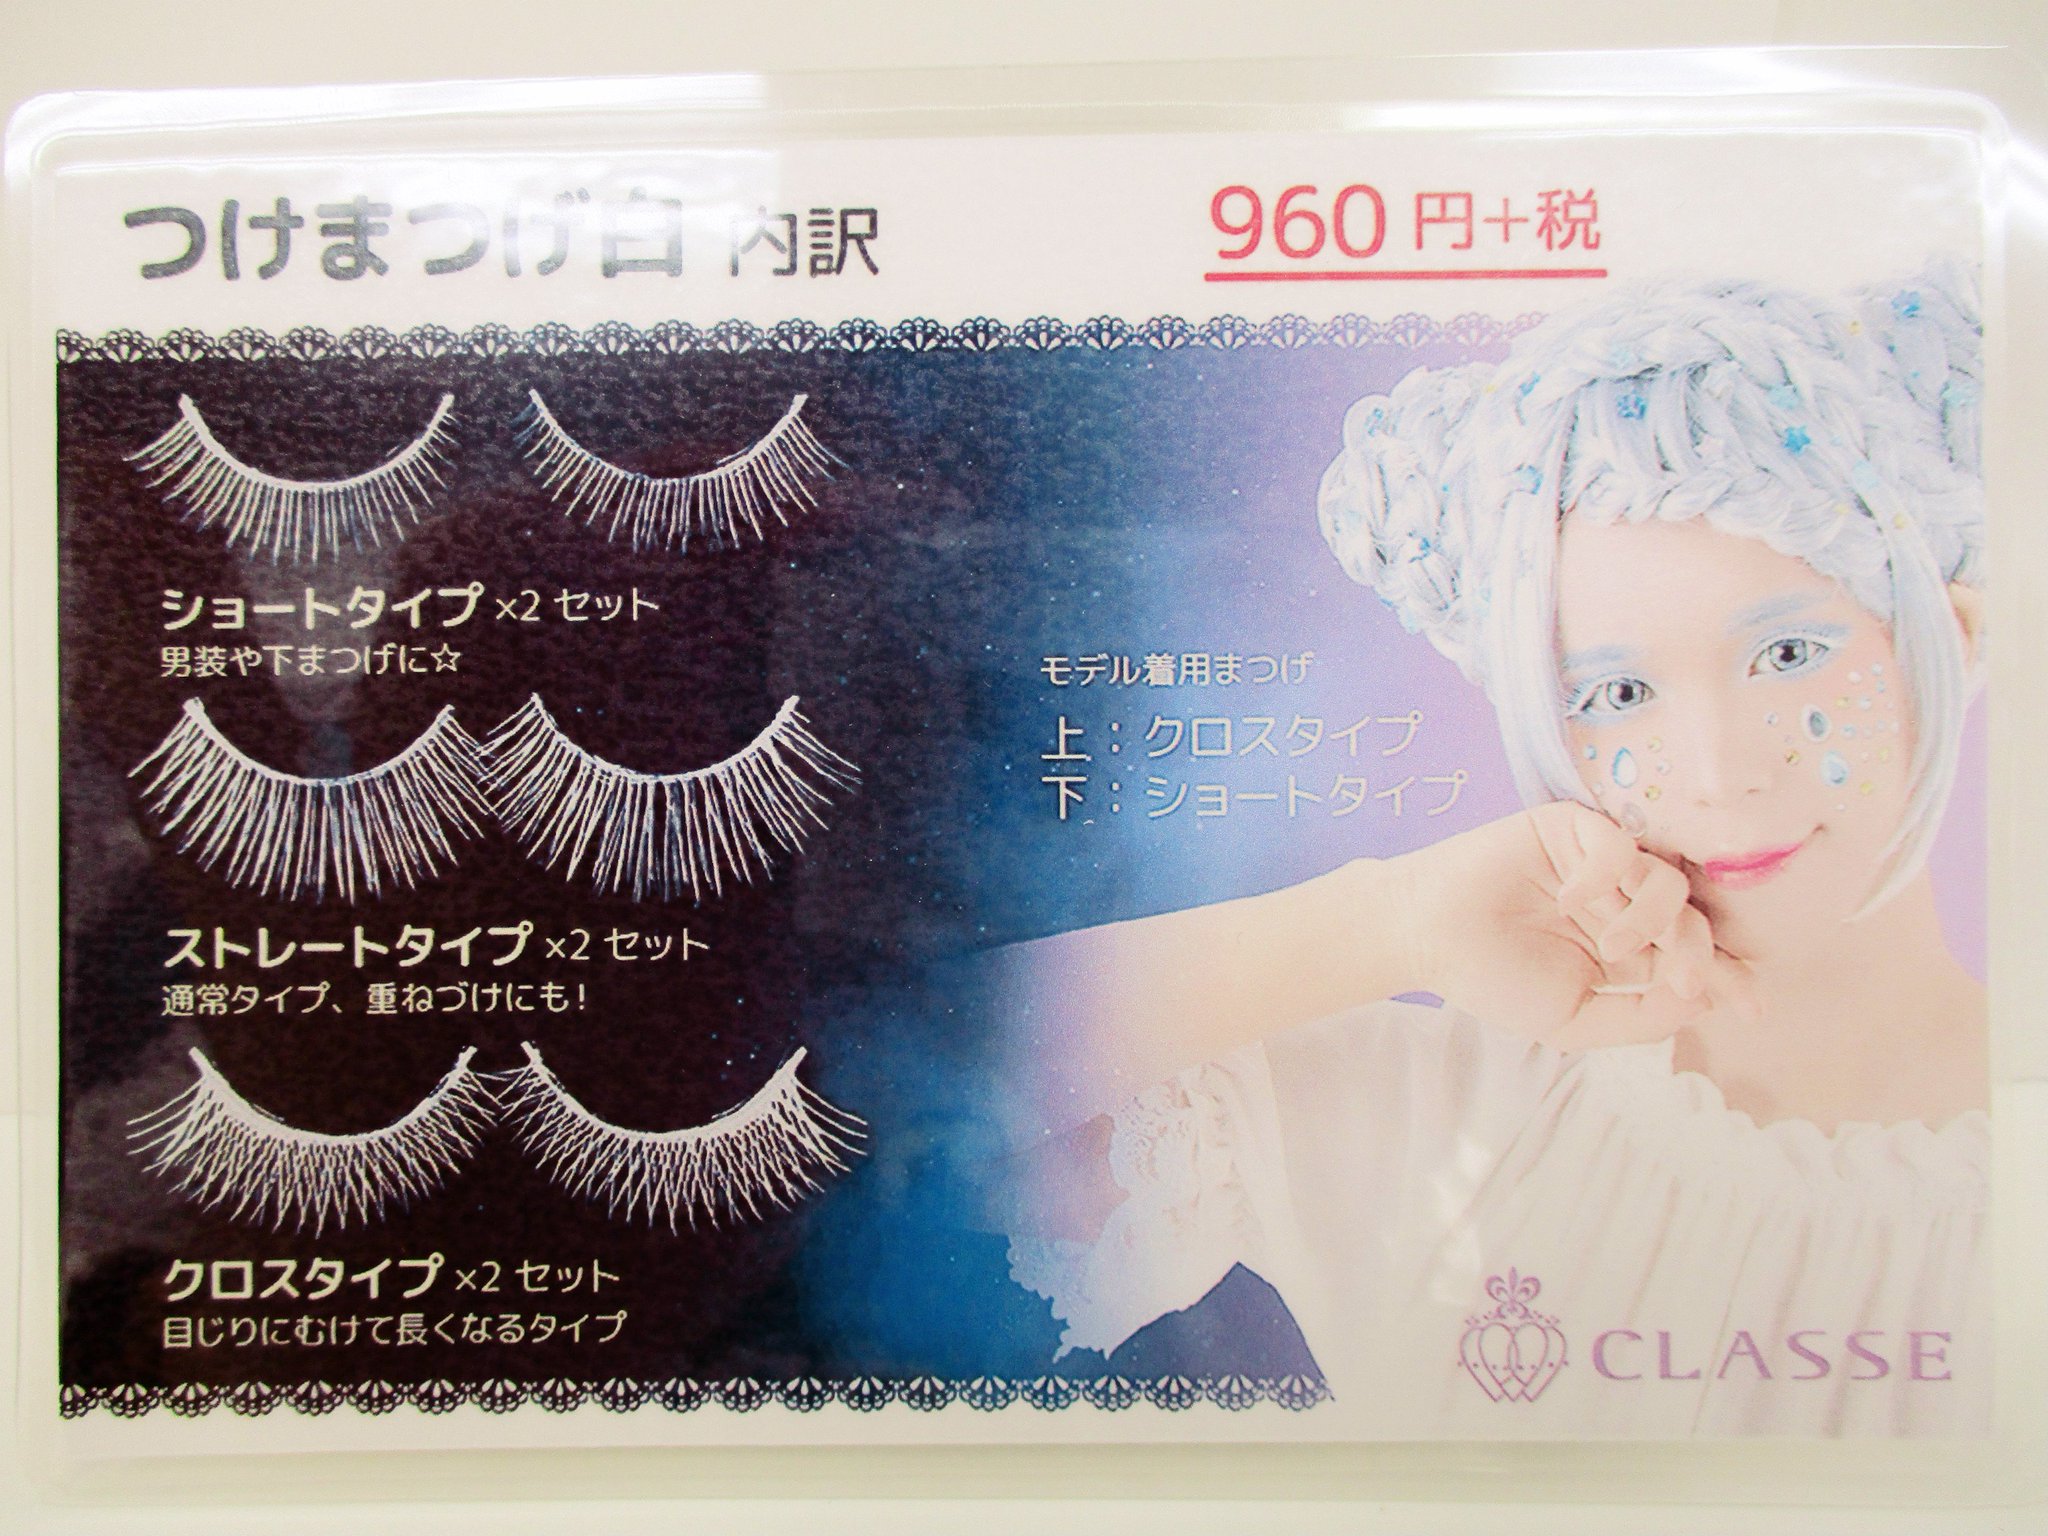 つけまつげ白 内訳
960 円+税
ショートタイプ ×2 セット
男装や下まつげに☆
ストレートタイプ ×2 セット
通常タイプ、重ねづけにも!
クロスタイプ ×2 セット
目じりにむけて長くなるタイプ
モデル着用まつげ
上：クロスタイプ
下：ショートタイプ
CLASSE